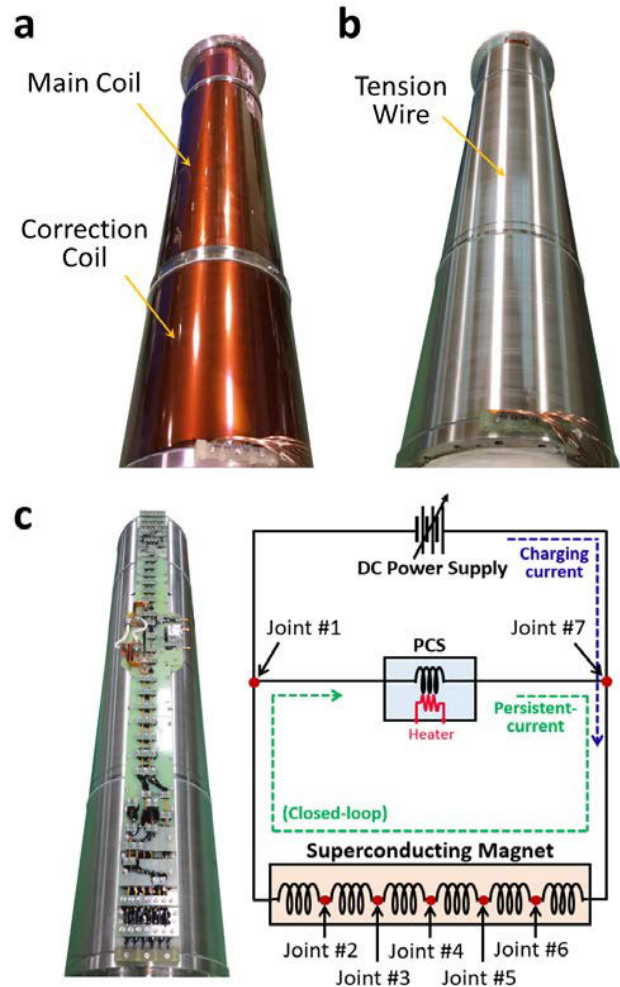 a
Main Coil
Correction
Coil
b
Tension
Wire
c
DC Power Supply
Charging
current
Joint #1
PCS
Joint #7
Heater
Persistent-
current
(Closed-loop)
Superconducting Magnet
Joint #2
Joint #4
Joint #6
Joint #3
Joint #5